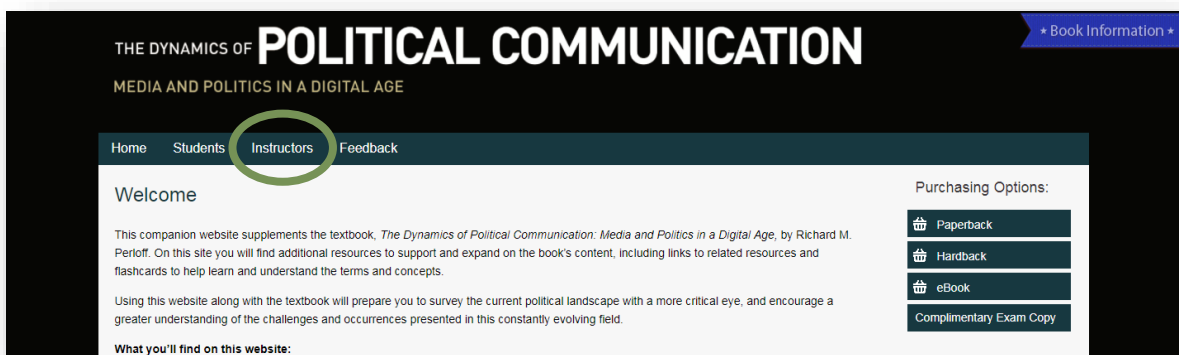 THE DYNAMICS OF POLITICAL COMMUNICATION
MEDIA AND POLITICS IN A DIGITAL AGE
★ Book Information ★
Home Students Instructors Feedback
Welcome
This companion website supplements the textbook, The Dynamics of Political Communication: Media and Politics in a Digital Age, by Richard M.
Perloff. On this site you will find additional resources to support and expand on the book's content, including links to related resources and
flashcards to help learn and understand the terms and concepts.
Using this website along with the textbook will prepare you to survey the current political landscape with a more critical eye, and encourage a
greater understanding of the challenges and occurrences presented in this constantly evolving field.
What you'll find on this website:
Purchasing Options:
Paperback
Hardback
eBook
Complimentary Exam Copy